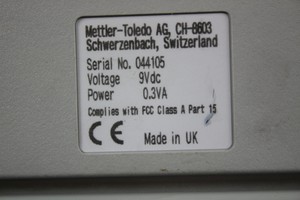 Mettler-Toledo AG, CH-8603
Schwerzenbach, Switzerland
Serial No. 044105
Voltage 9Vdc
Power 0.3VA
Complies with FCC Class A Part 15
CE Made in UK